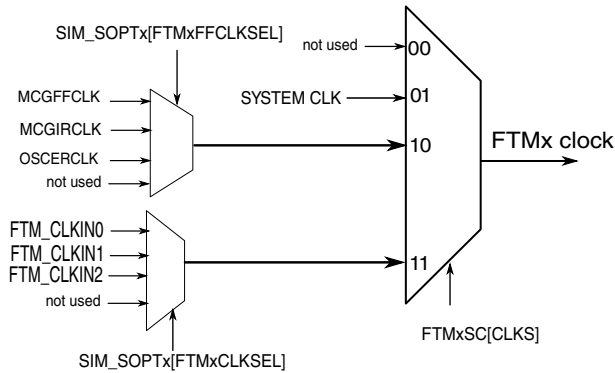 SIM_SOPTx[FTMxFFCLKSEL]
not used
00
MCGFFCLK
SYSTEM CLK
01
MCGIRCLK
10
FTMx clock
OSCERCLK
not used
FTM_CLKIN0
FTM_CLKIN1
11
FTM_CLKIN2
not used
FTMxSC[CLKS]
SIM_SOPTx[FTMxCLKSEL]